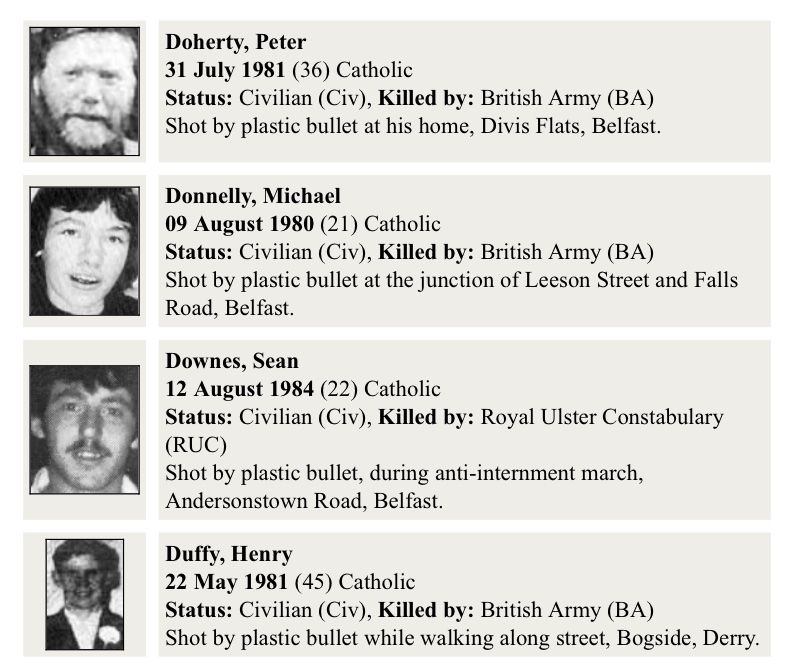 Doherty, Peter
31 July 1981 (36) Catholic
Status: Civilian (Civ), Killed by: British Army (BA)
Shot by plastic bullet at his home, Divis Flats, Belfast.
Donnelly, Michael
09 August 1980 (21) Catholic
Status: Civilian (Civ), Killed by: British Army (BA)
Shot by plastic bullet at the junction of Leeson Street and Falls
Road, Belfast.
Downes, Sean
12 August 1984 (22) Catholic
Status: Civilian (Civ), Killed by: Royal Ulster Constabulary
(RUC)
Shot by plastic bullet, during anti-internment march,
Andersonstown Road, Belfast.
Duffy, Henry
22 May 1981 (45) Catholic
Status: Civilian (Civ), Killed by: British Army (BA)
Shot by plastic bullet while walking along street, Bogside, Derry.